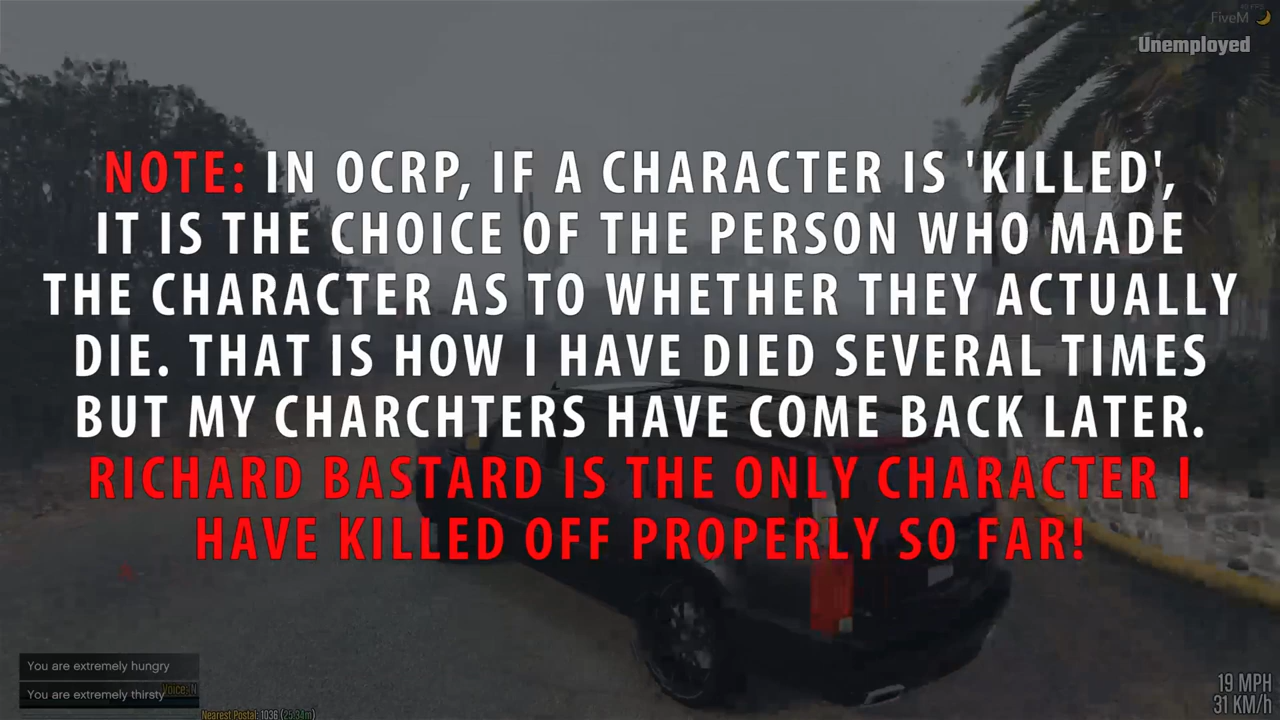 FiveM
Unemployed
NOTE: IN OCRP, IF A CHARACTER IS 'KILLED',
IT IS THE CHOICE OF THE PERSON WHO MADE
THE CHARACTER AS TO WHETHER THEY ACTUALLY
DIE. THAT IS HOW I HAVE DIED SEVERAL TIMES
BUT MY CHARCHTERS HAVE COME BACK LATER.
RICHARD BASTARD IS THE ONLY CHARACTER I
HAVE KILLED OFF PROPERLY SO FAR!
You are extremely hungry
You are extremely thirsty
Voice: N
Nearest Postal: 1036 (25.34m)
19 MPH
31 KM/h